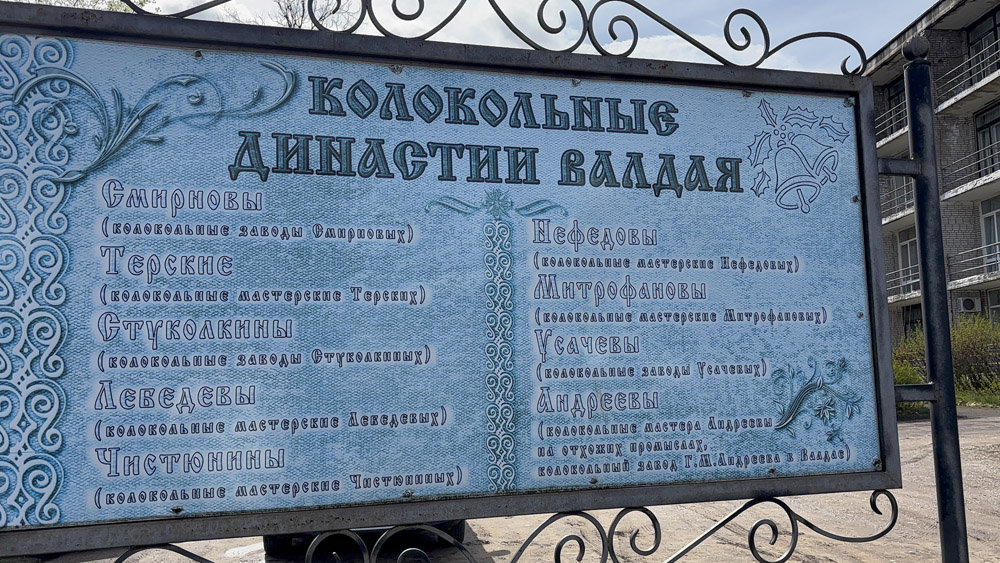 КОЛОКОЛЬНЫЕ
ДИНАСТИИ ВАЛДАЯ
Смирновы
(колокольные заводы Смирновых)
Терские
(колокольные мастерские Терских)
Стуколкины
(колокольные заводы Стуколкиных)
Лебедевы
(колокольные мастерские Лебедевых)
Чистюнины
(колокольные мастерские Чистюниных)
Нефедовы
(колокольные мастерские Нефедовых)
Митрофановы
(колокольные мастерские Митрофановых)
Усачевы
(колокольные заводы Усачевых)
Андреевы
(колокольные мастера Андреевы
на отхожих промыслах,
колокольный завод Г.М.Андреева в Валдае)